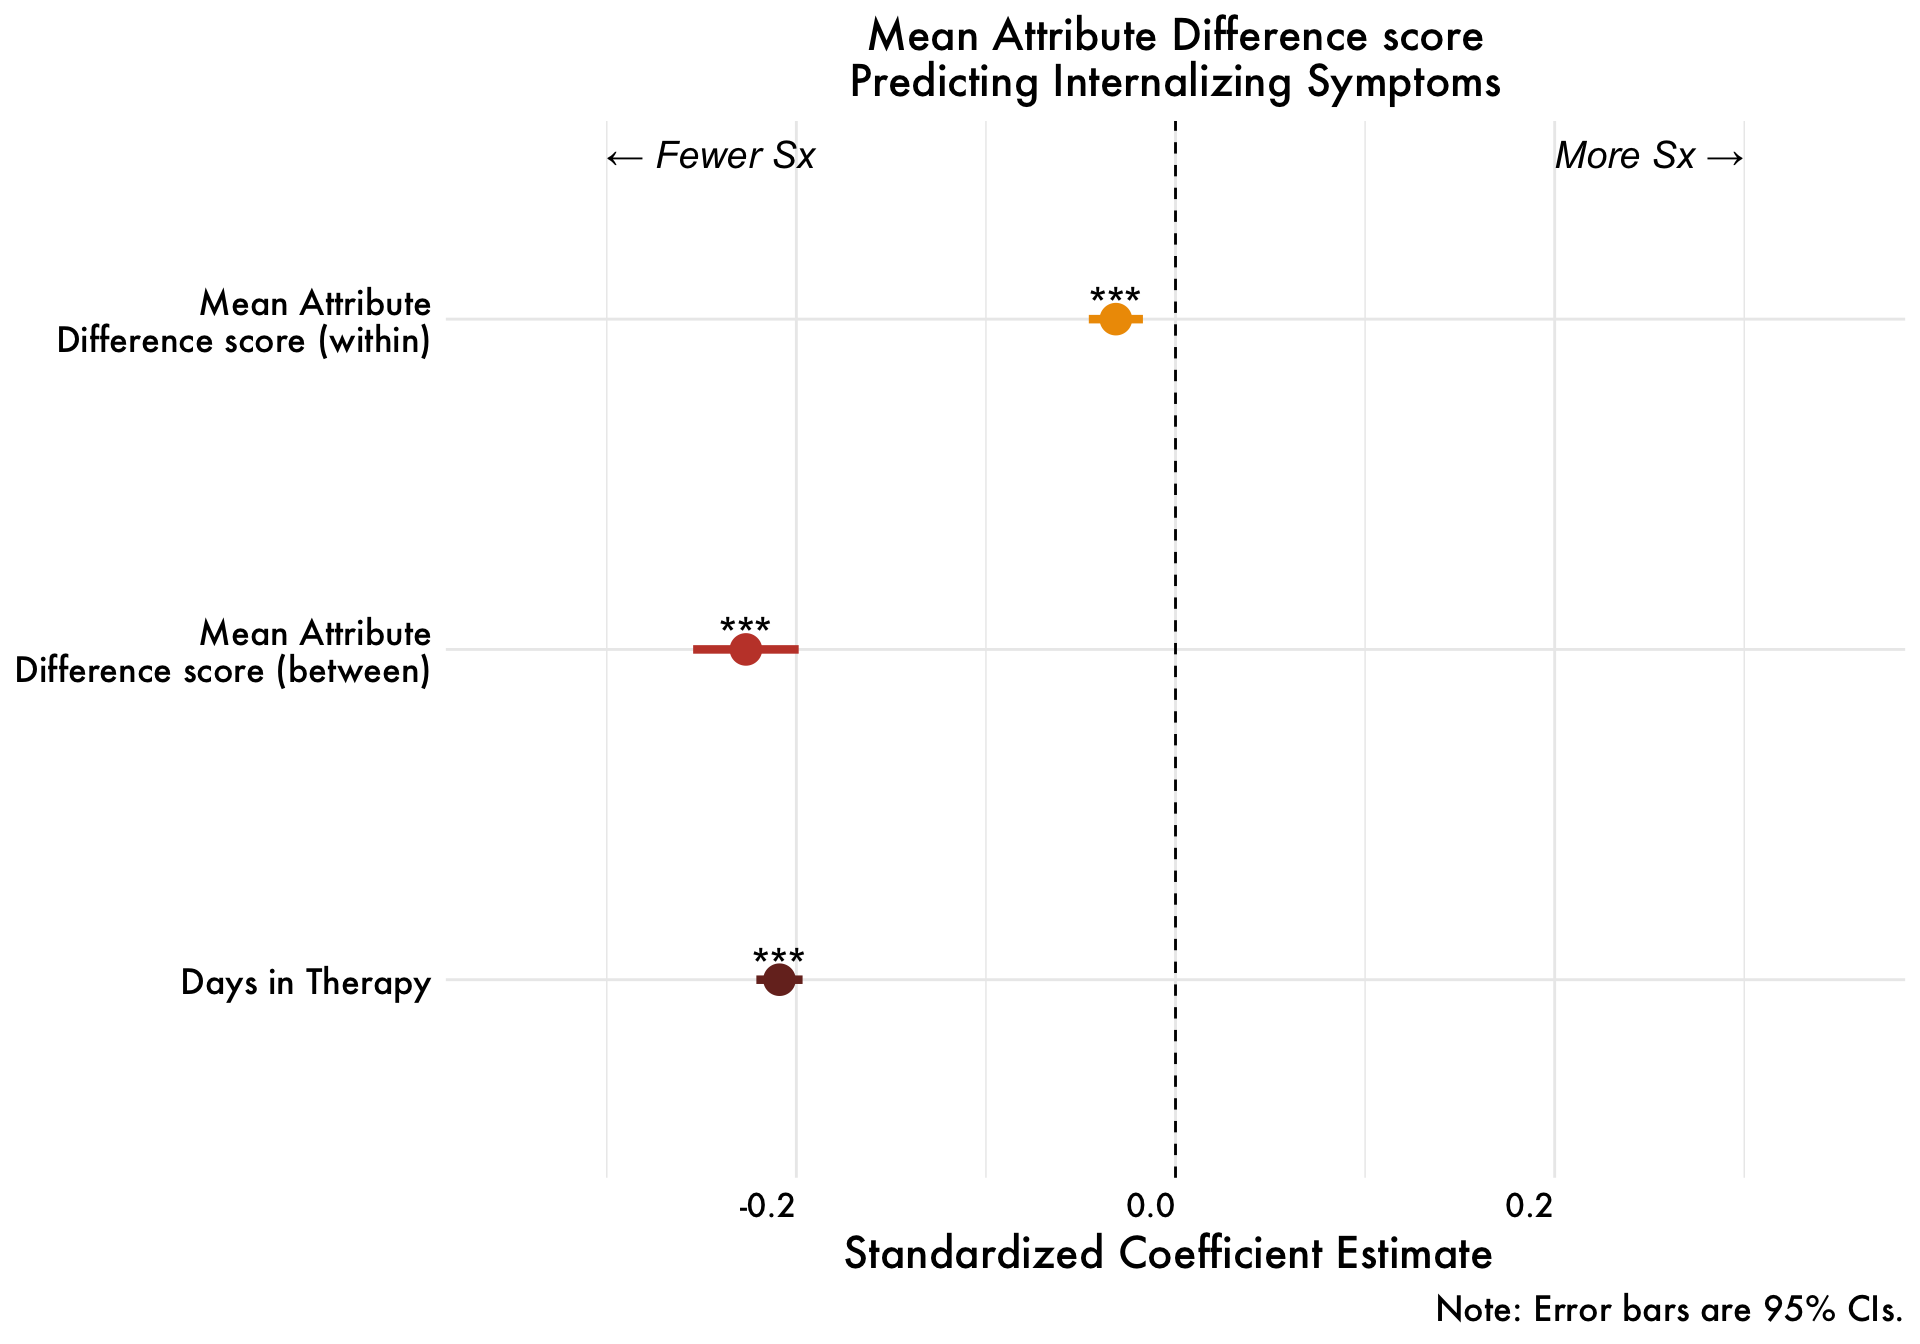 Mean Attribute Difference score
Predicting Internalizing Symptoms
← Fewer Sx
More Sx →
Mean Attribute
Difference score (within)
***
Mean Attribute
Difference score (between)
***
Days in Therapy
***
-0.2
0.0
0.2
Standardized Coefficient Estimate
Note: Error bars are 95% CIs.